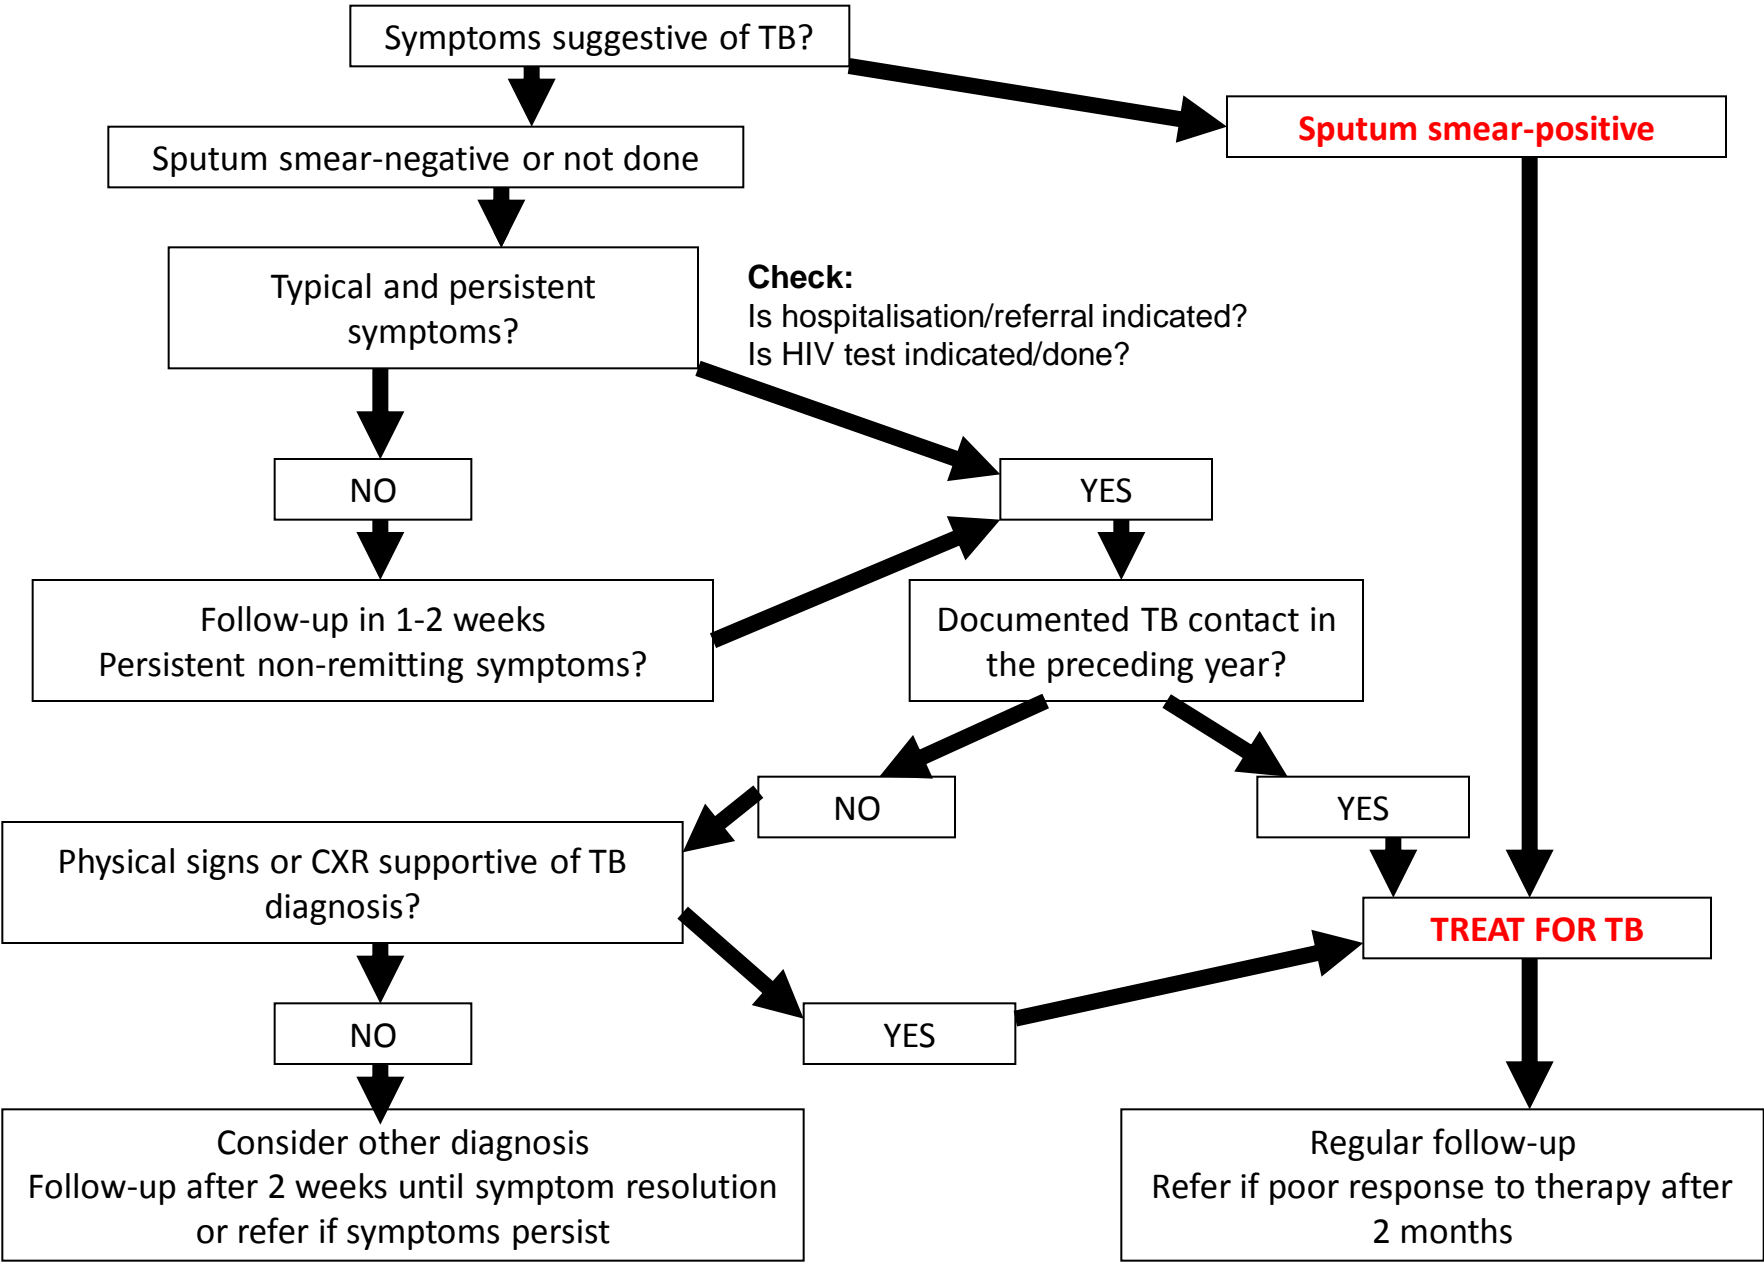 Symptoms suggestive of TB?
Sputum smear-positive
Sputum smear-negative or not done
Typical and persistent
symptoms?
Check:
Is hospitalisation/referral indicated?
Is HIV test indicated/done?
NO
YES
Follow-up in 1-2 weeks
Persistent non-remitting symptoms?
Documented TB contact in
the preceding year?
NO
YES
Physical signs or CXR supportive of TB
diagnosis?
TREAT FOR TB
NO
YES
Consider other diagnosis
Follow-up after 2 weeks until symptom resolution
or refer if symptoms persist
Regular follow-up
Refer if poor response to therapy after
2 months